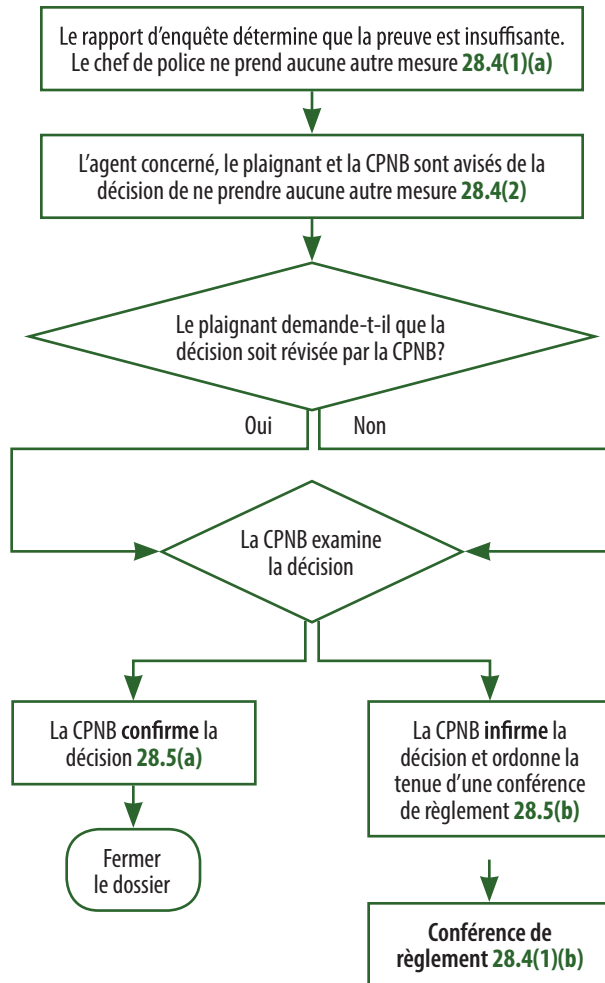 Le rapport d'enquête détermine que la preuve est insuffisante.
Le chef de police ne prend aucune autre mesure 28.4(1)(a)
L'agent concerné, le plaignant et la CPNB sont avisés de la
décision de ne prendre aucune autre mesure 28.4(2)
Le plaignant demande-t-il que la
décision soit révisée par la CPNB?
Oui
Non
La CPNB examine
la décision
La CPNB confirme la
décision 28.5(a)
La CPNB infirme la
décision et ordonne la
tenue d'une conférence
de règlement 28.5(b)
Fermer
le dossier
Conférence de
règlement 28.4(1)(b)